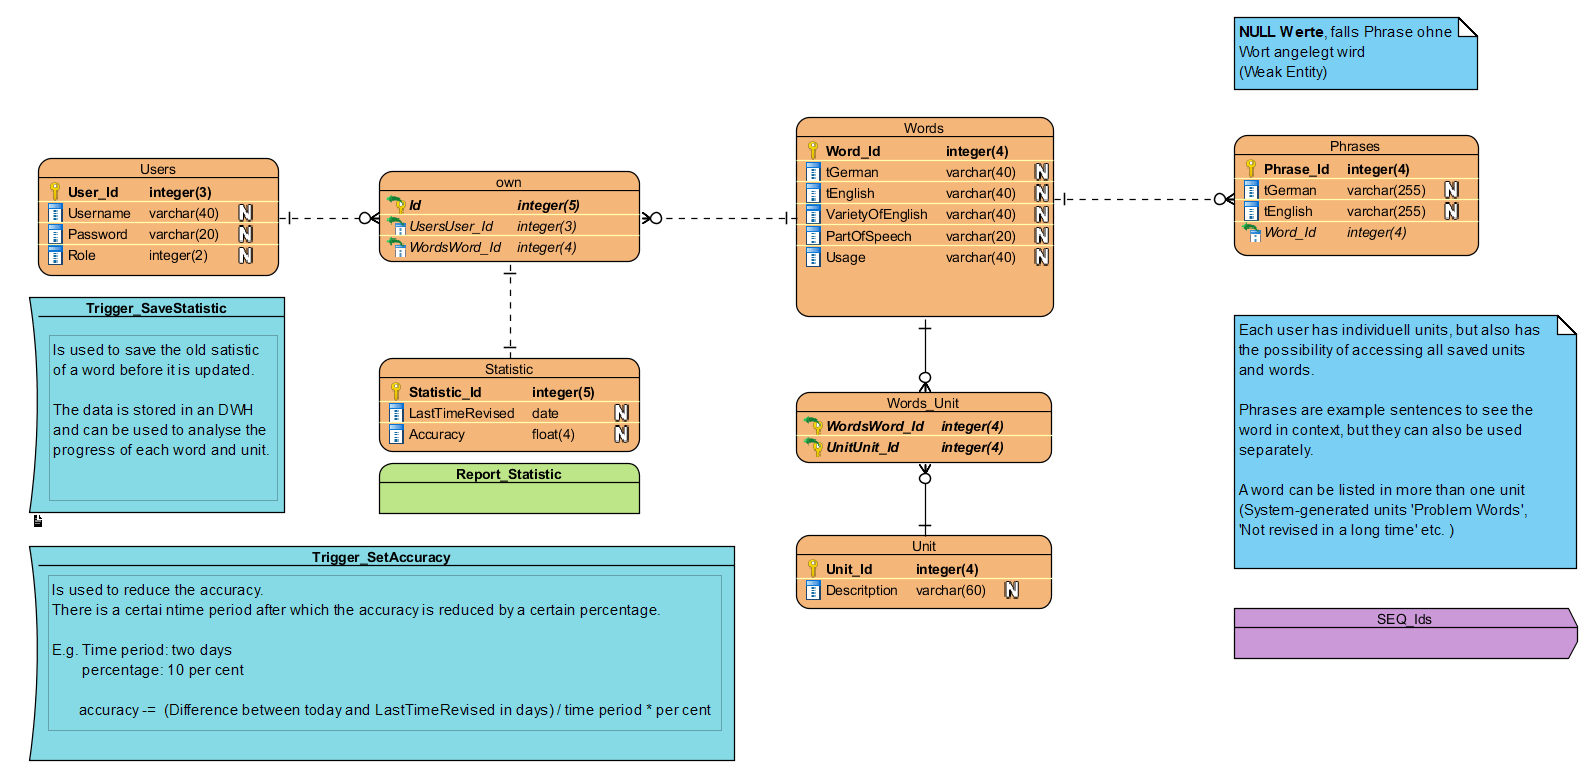 NULL Werte, falls Phrase ohne
Wort angelegt wird
(Weak Entity)
Words
Word_Id integer(4)
tGerman varchar(40) N
tEnglish varchar(40) N
VarietyOfEnglish varchar(40) N
PartOfSpeech varchar(20) N
Usage varchar(40) N
Phrases
Phrase_Id integer(4)
tGerman varchar(255) N
tEnglish varchar(255) N
Word_Id integer(4)
Users
User_Id integer(3)
Username varchar(40) N
Password varchar(20) N
Role integer(2) N
own
Id integer(5)
UsersUser_Id integer(3)
WordsWord_Id integer(4)
Trigger_SaveStatistic
Is used to save the old satistic
of a word before it is updated.
The data is stored in an DWH
and can be used to analyse the
progress of each word and unit.
Statistic
Statistic_Id integer(5)
LastTimeRevised date N
Accuracy float(4) N
Report_Statistic
Words_Unit
WordsWord_Id integer(4)
UnitUnit_Id integer(4)
Unit
Unit_Id integer(4)
Descritption varchar(60) N
Each user has individuell units, but also has
the possibility of accessing all saved units
and words.
Phrases are example sentences to see the
word in context, but they can also be used
separately.
A word can be listed in more than one unit
(System-generated units 'Problem Words',
'Not revised in a long time' etc. )
SEQ_Ids
Trigger_SetAccuracy
Is used to reduce the accuracy.
There is a certai ntime period after which the accuracy is reduced by a certain percentage.
E.g. Time period: two days
percentage: 10 per cent
accuracy -= (Difference between today and LastTimeRevised in days) / time period * per cent